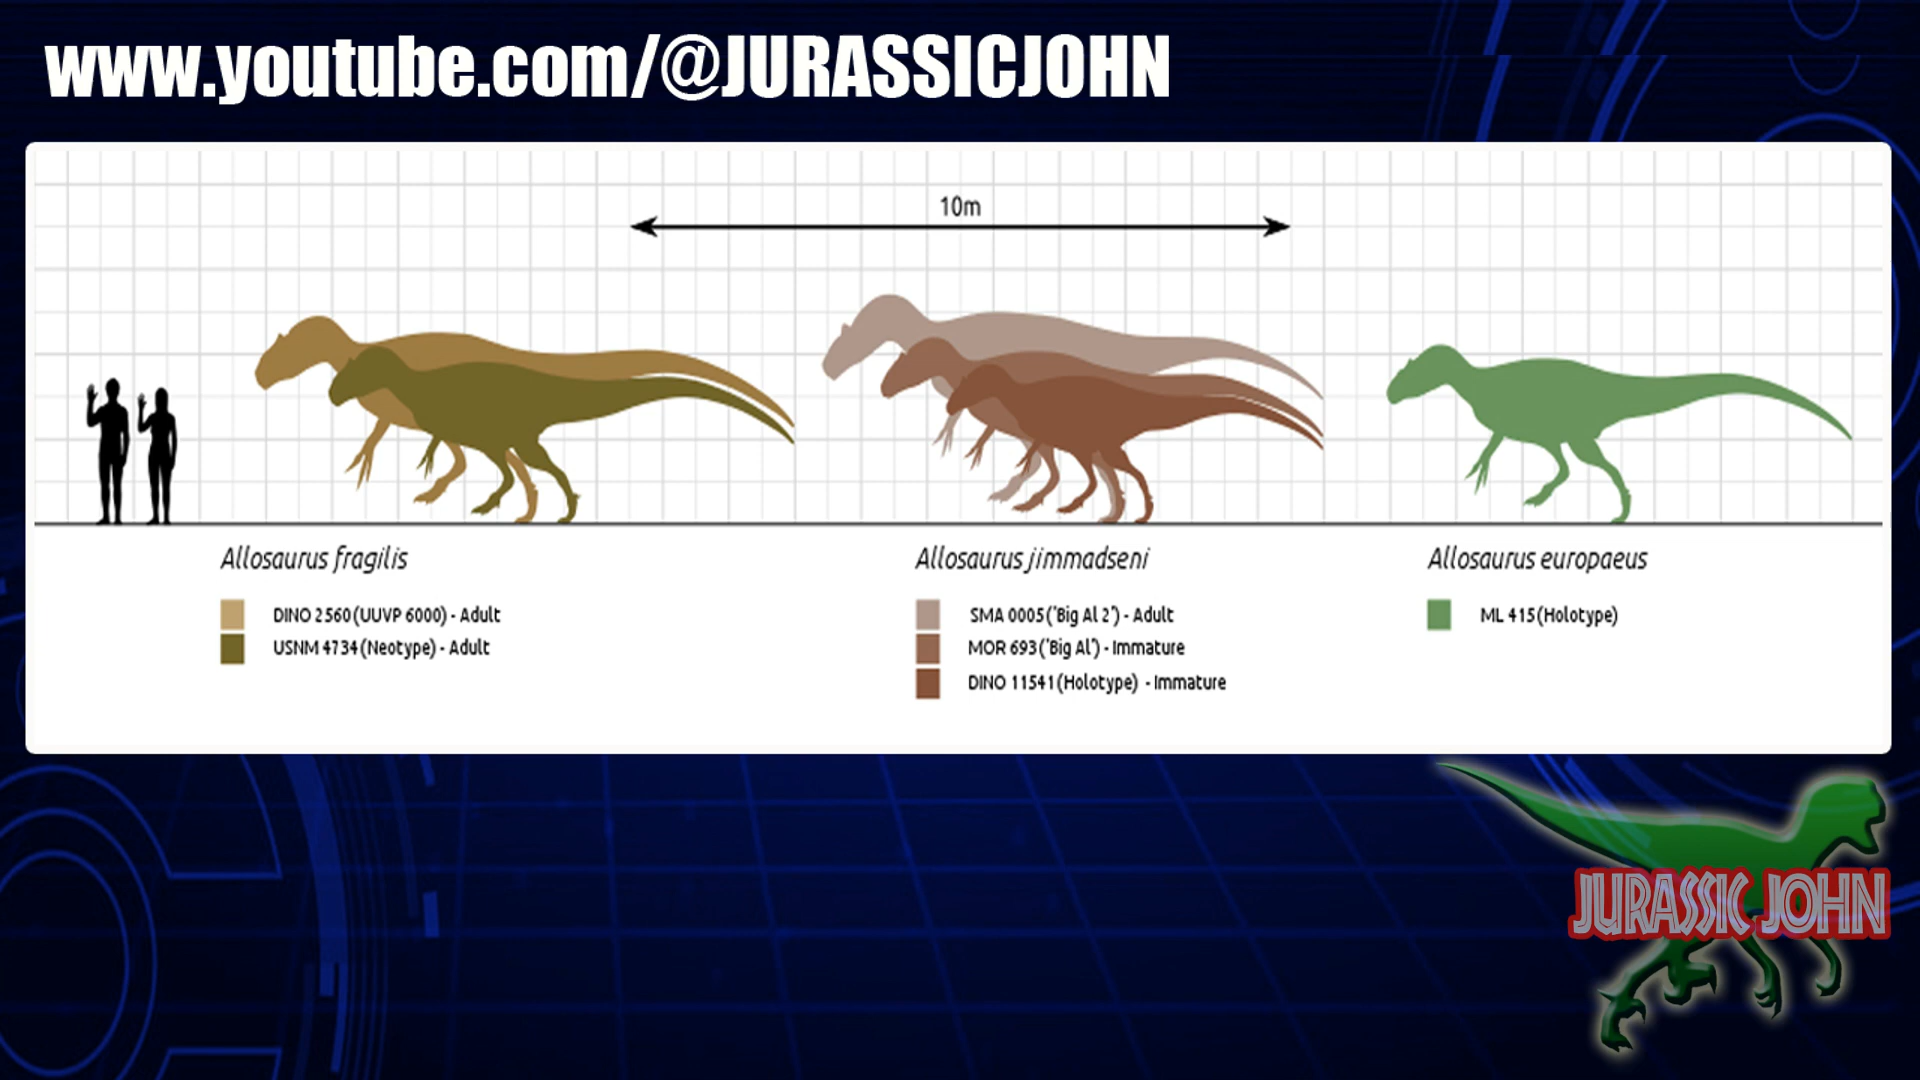 www.youtube.com/@JURASSICJOHN
10m
Allosaurus fragilis
DINO 2560(UUVP 6000) - Adult
USNM 4734(Neotype) - Adult
Allosaurus jimmadseni
SMA 0005('Big Al 2') - Adult
MOR 693('Big Al') - Immature
DINO 11541(Holotype) - Immature
Allosaurus europaeus
ML 415(Holotype)
JURASSIC JOHN